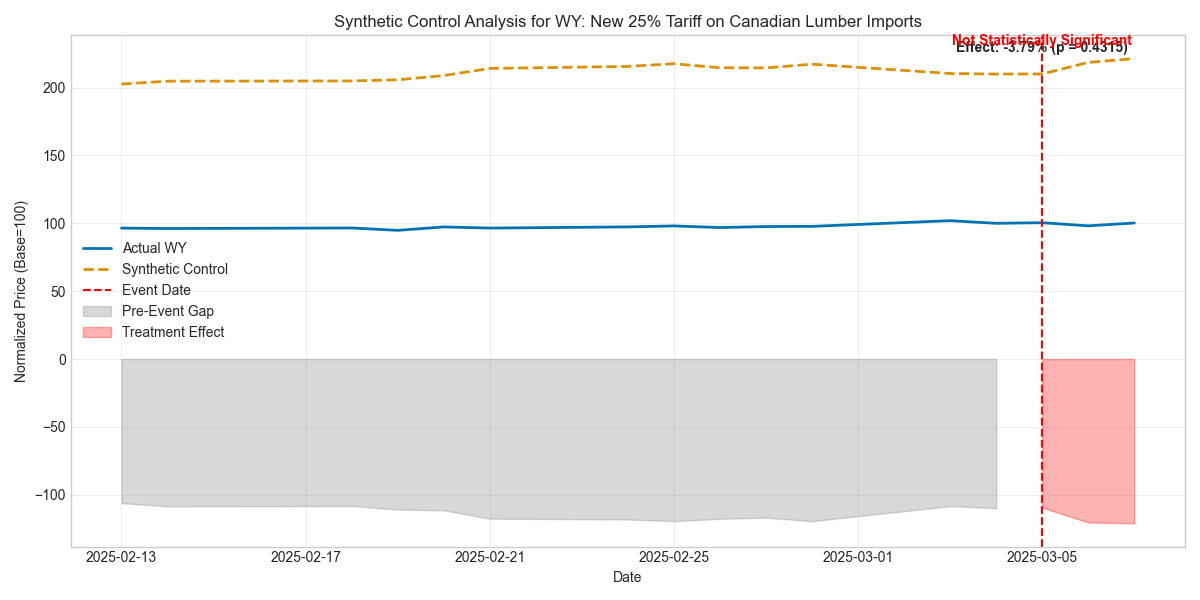 Synthetic Control Analysis for WY: New 25% Tariff on Canadian Lumber Imports
Not Statistically Significant
Effect: -3.79% (p = 0.4315)
Normalized Price (Base=100)
200
150
100
50
0
−50
−100
Actual WY
Synthetic Control
Event Date
Pre-Event Gap
Treatment Effect
2025-02-13
2025-02-17
2025-02-21
2025-02-25
2025-03-01
2025-03-05
Date